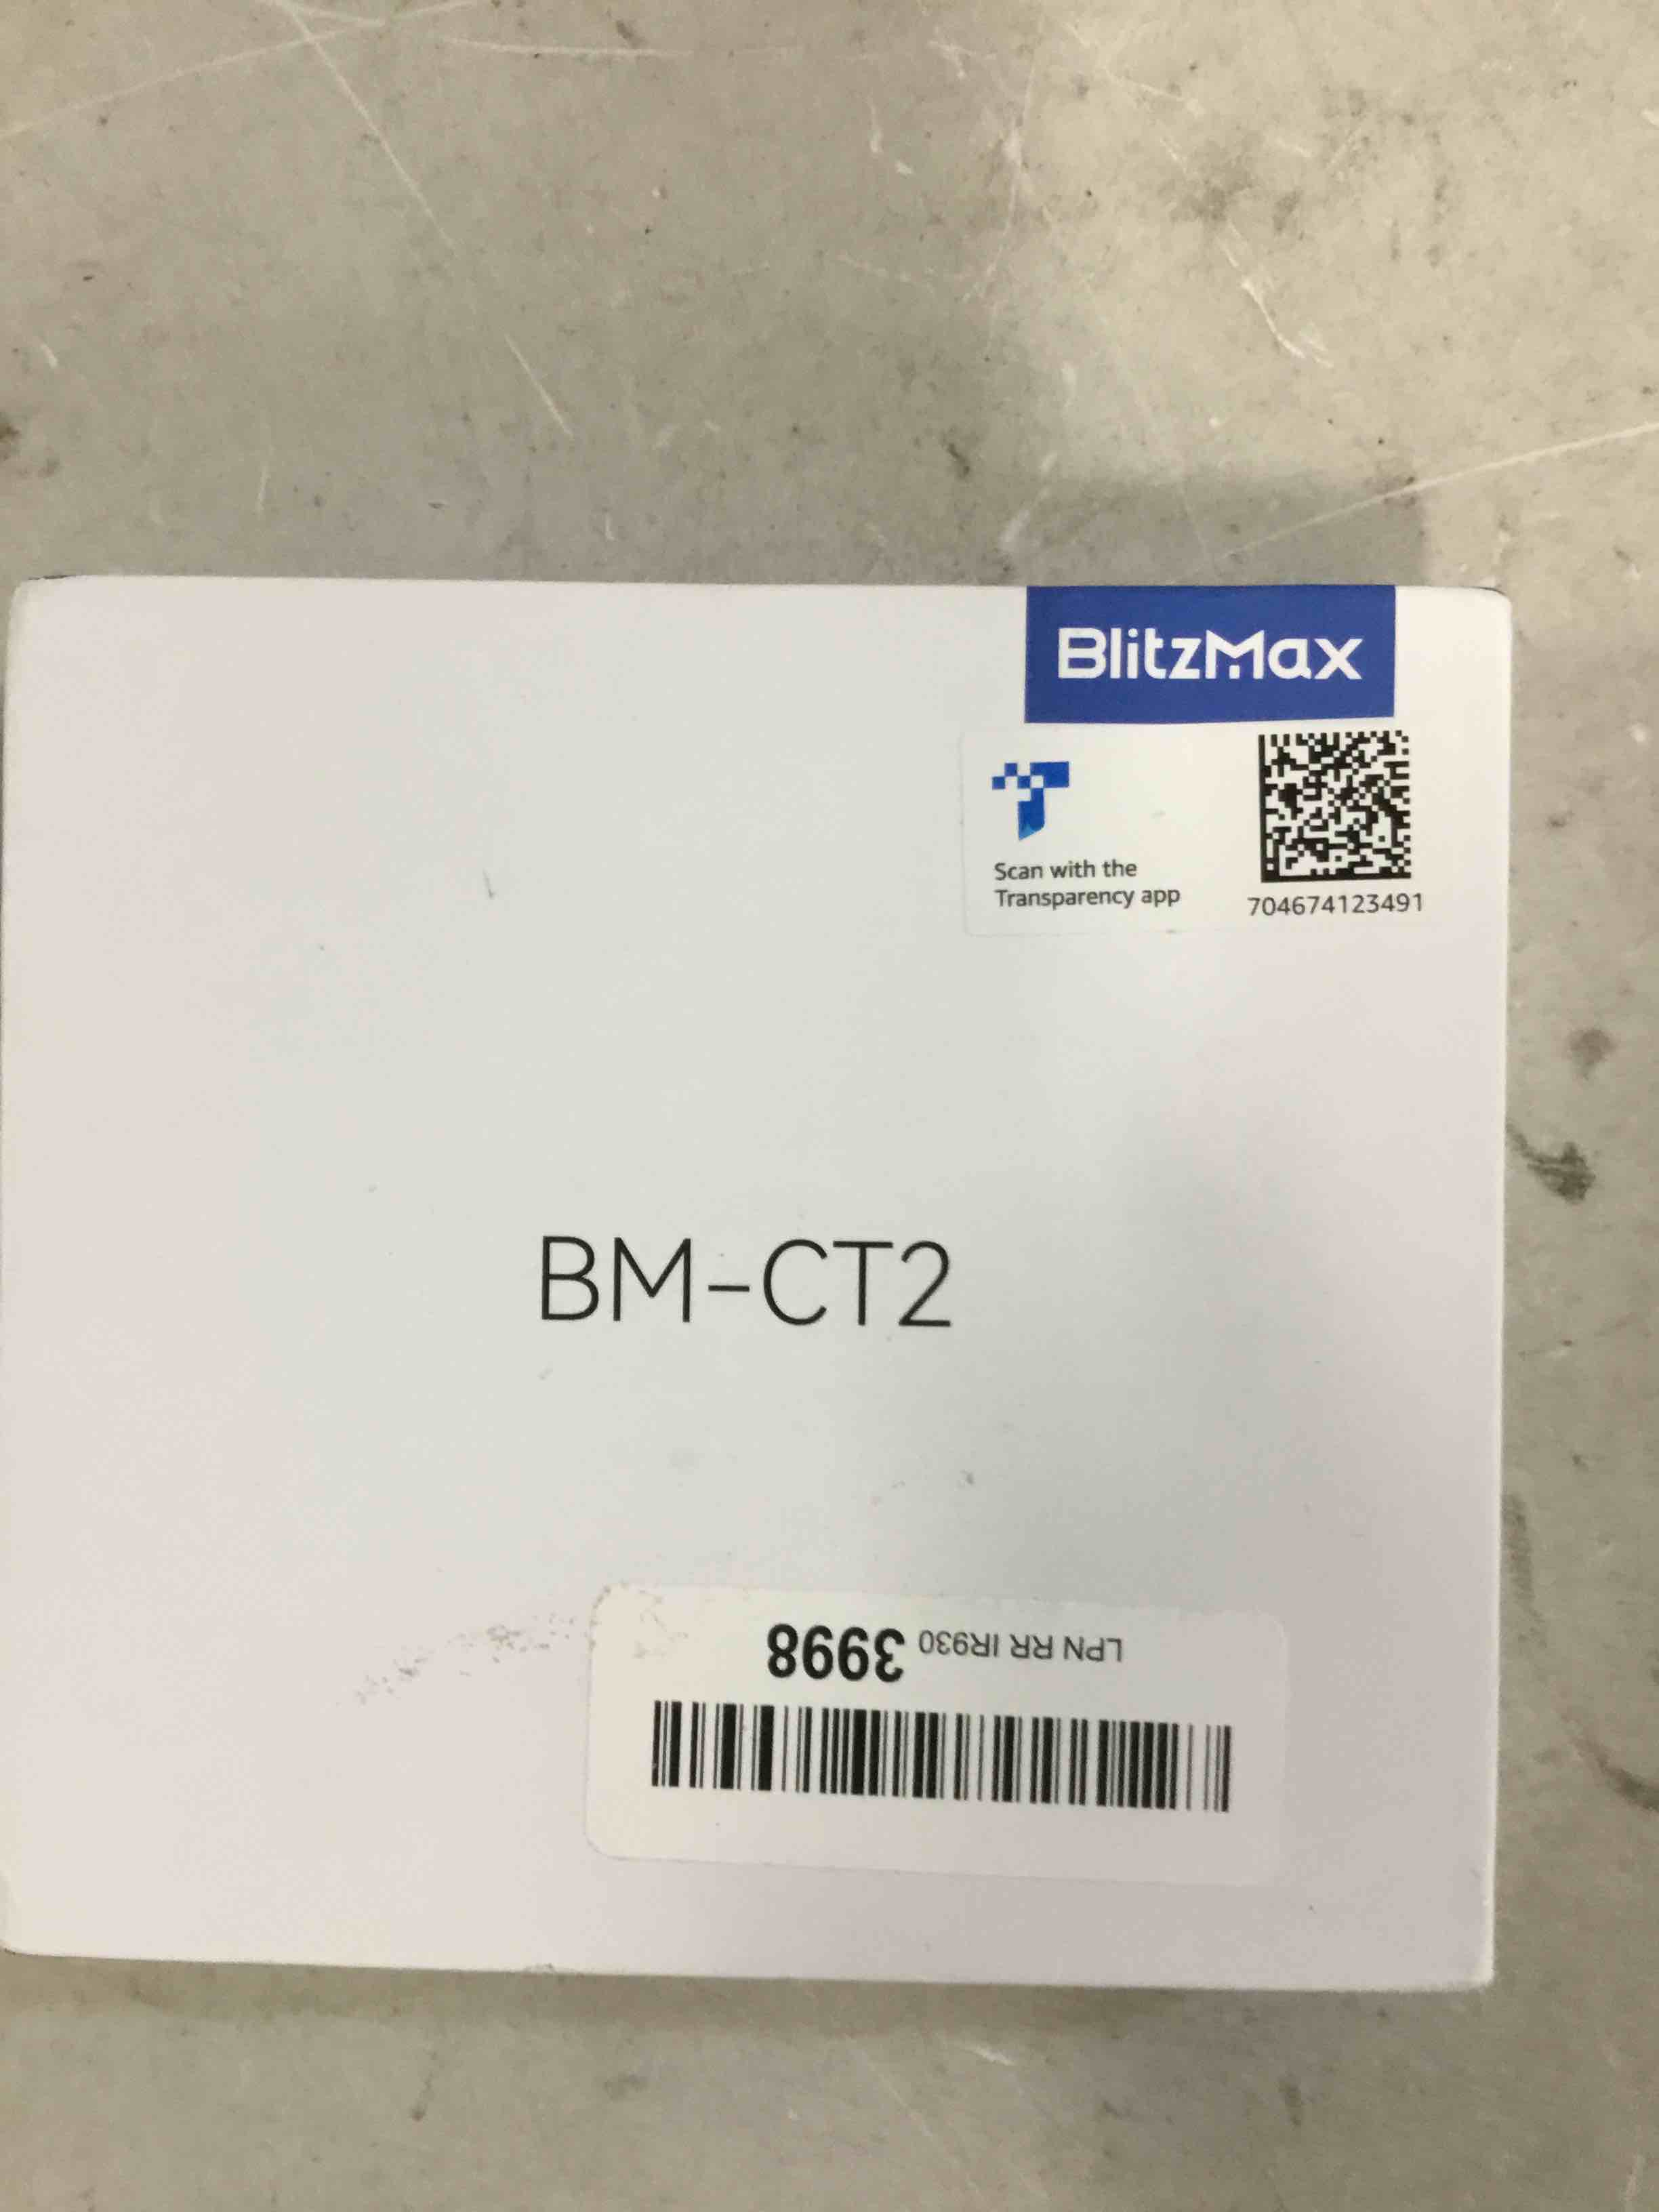 BlitzMax
Scan with the
Transparency app
704674123491
BM-CT2
LPN RR IR930 3998